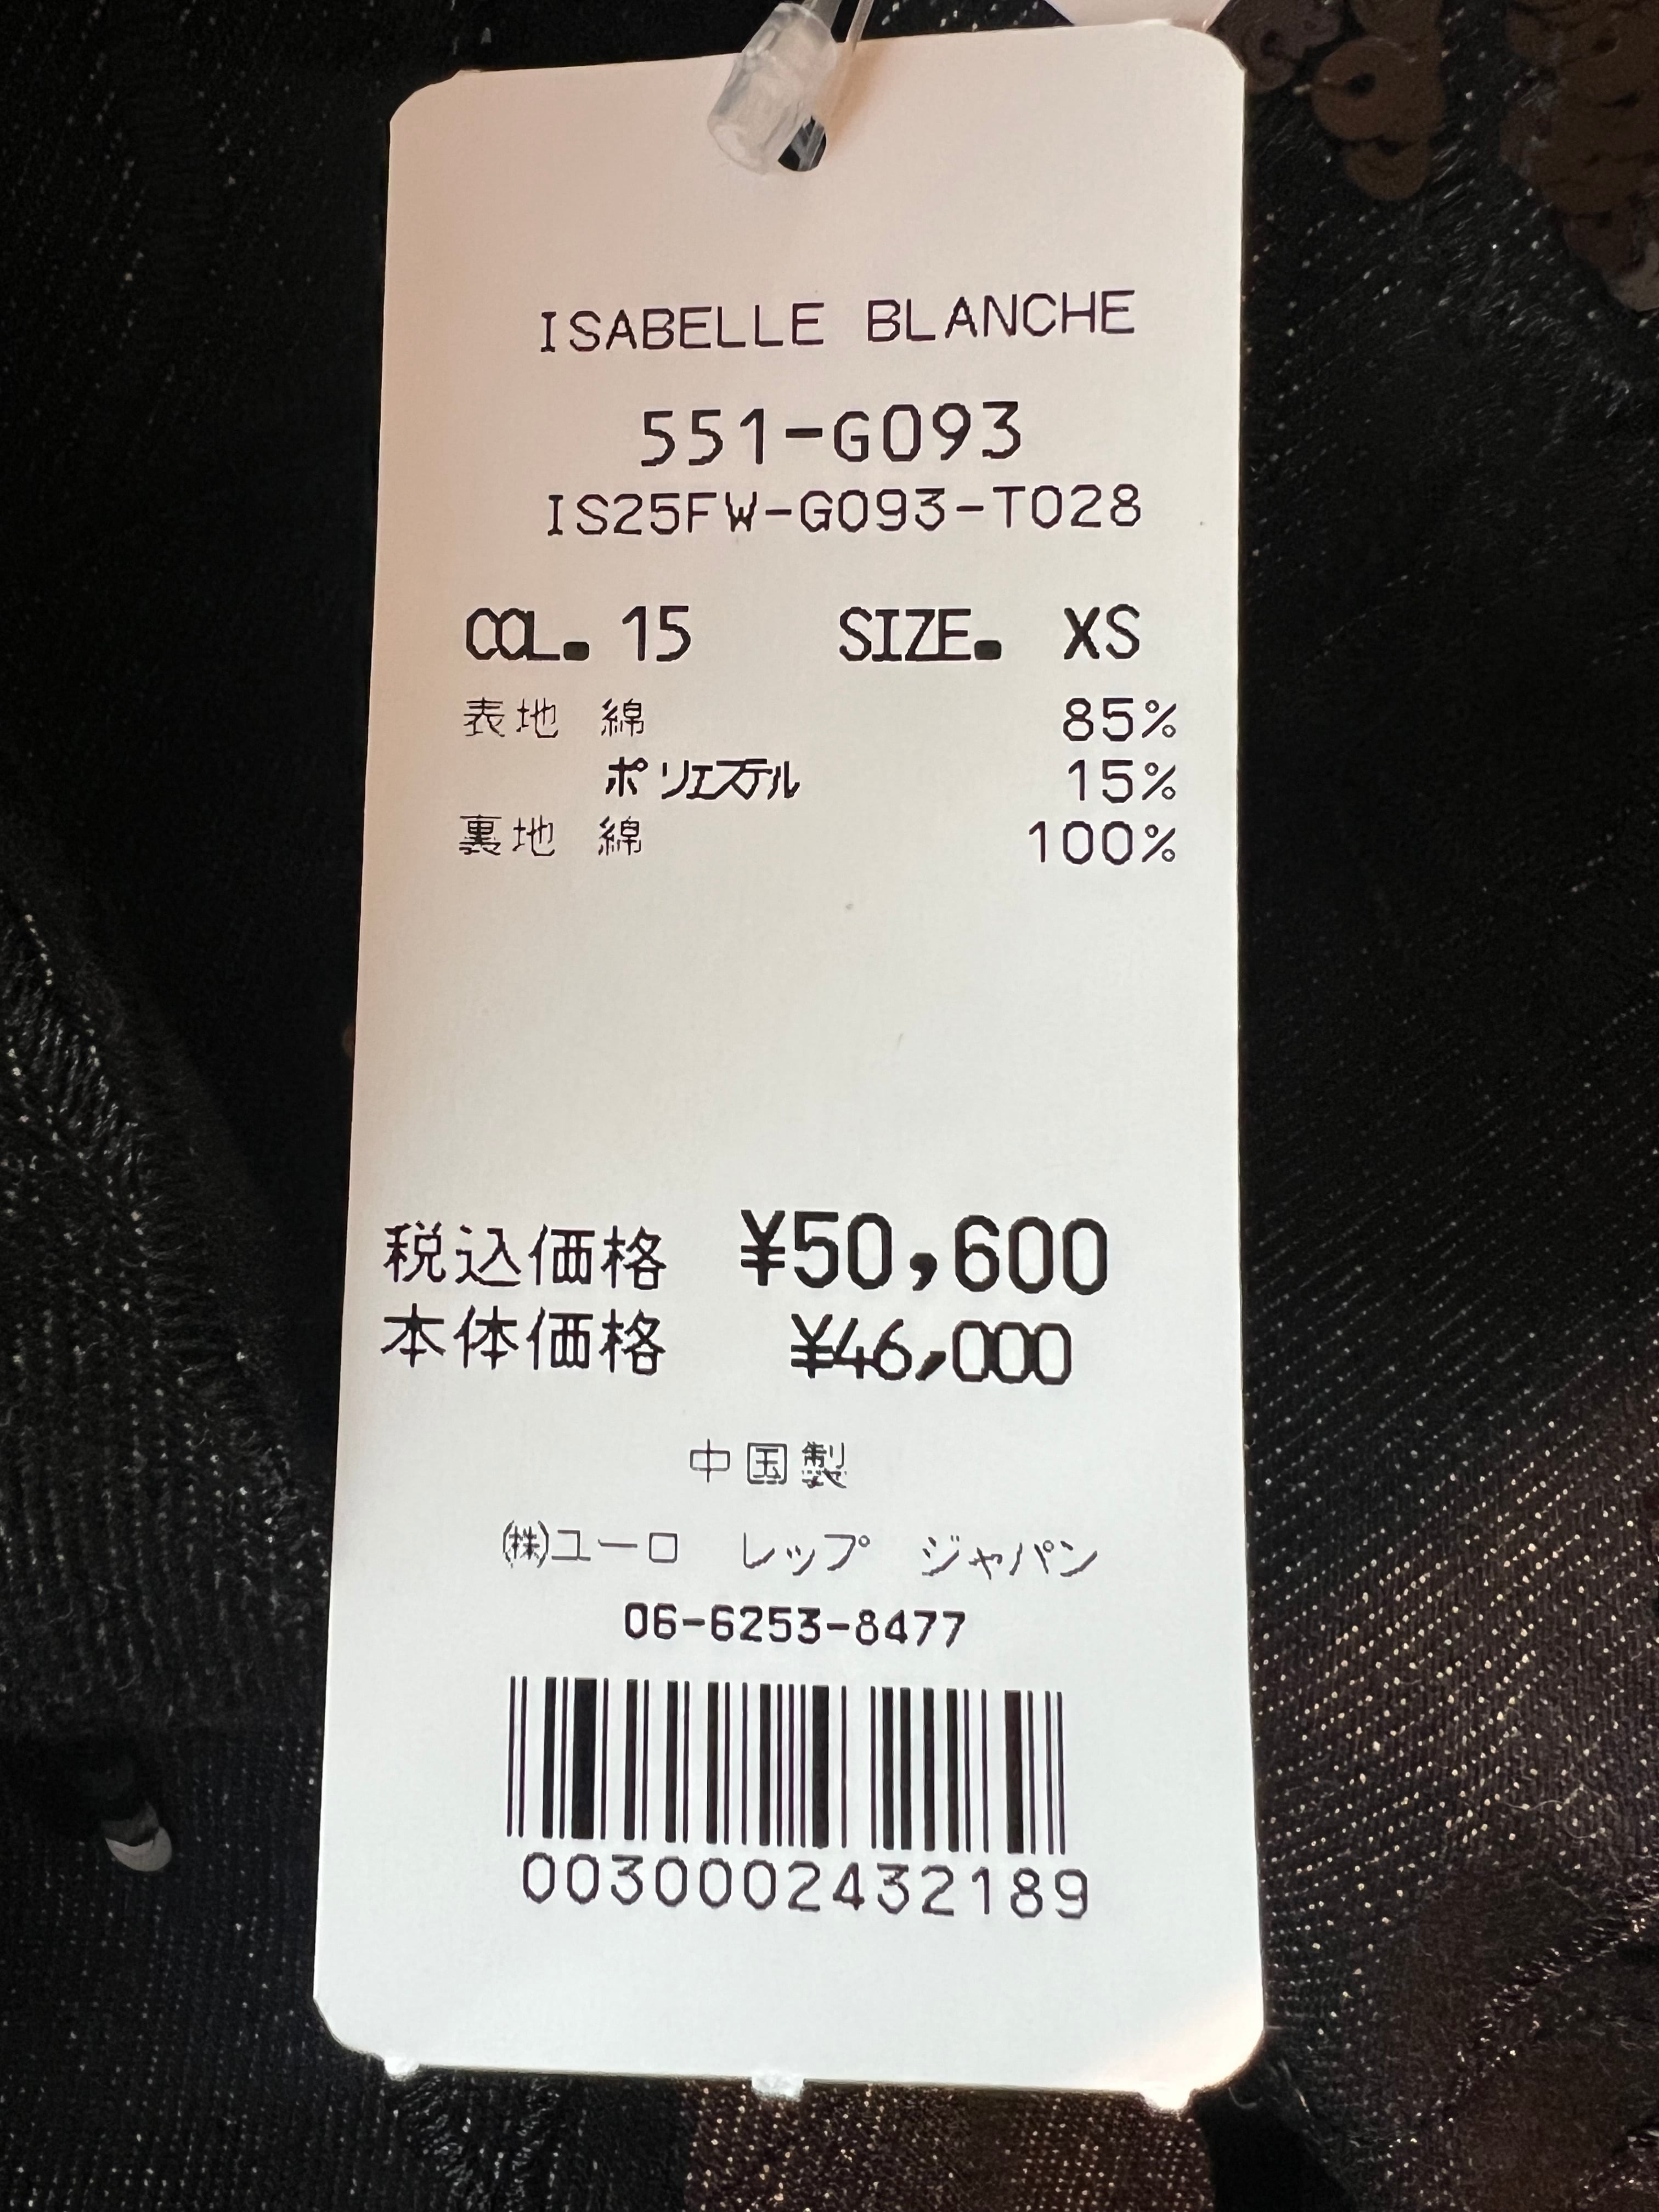 ISABELLE BLANCHE
551-G093
IS25FW-G093-T028
COL. 15 SIZE. XS
表地 綿 85%
ポリエステル 15%
裏地 綿 100%
税込価格 ¥50,600
本体価格 ¥46,000
中国製
㈱ユーロ レップ ジャパン
06-6253-8477
0030002432189